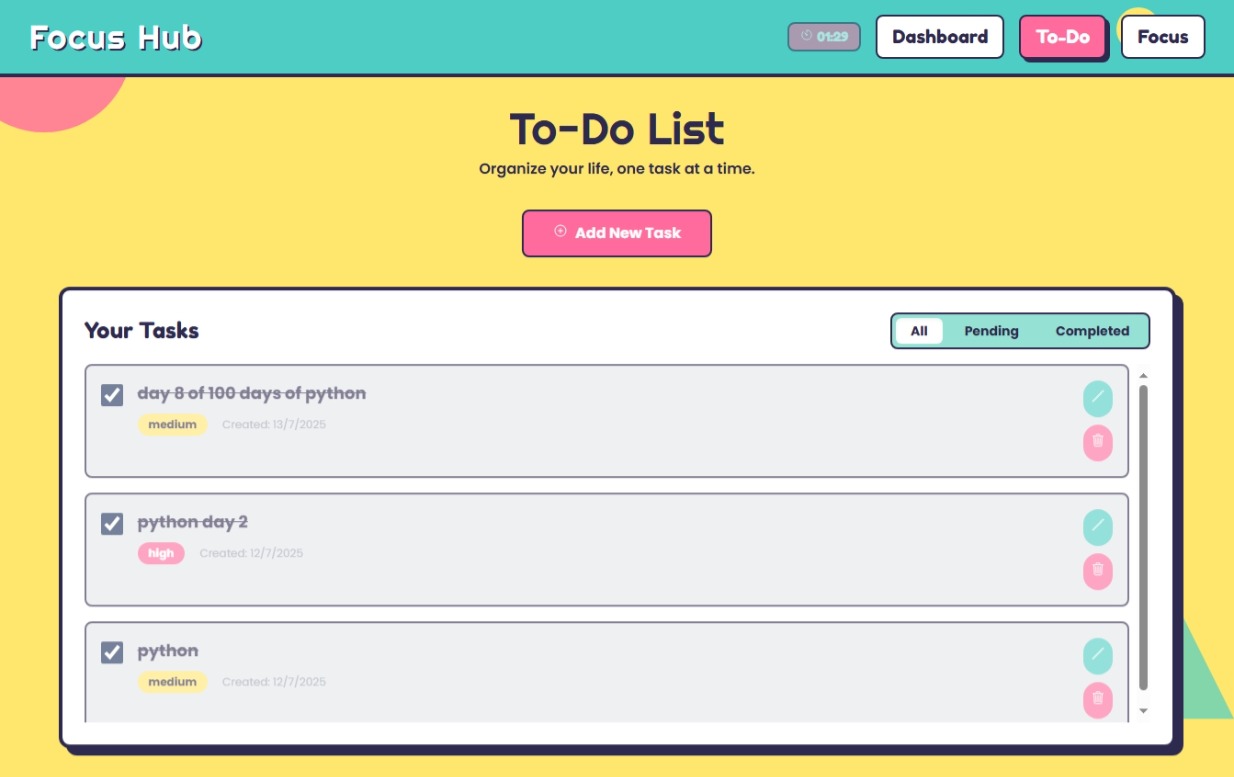 Focus Hub
01:29
Dashboard
To-Do
Focus
To-Do List
Organize your life, one task at a time.
Add New Task
Your Tasks
All
Pending
Completed
day 8 of 100 days of python
medium
Created: 13/7/2025
python day 2
high
Created: 12/7/2025
python
medium
Created: 12/7/2025